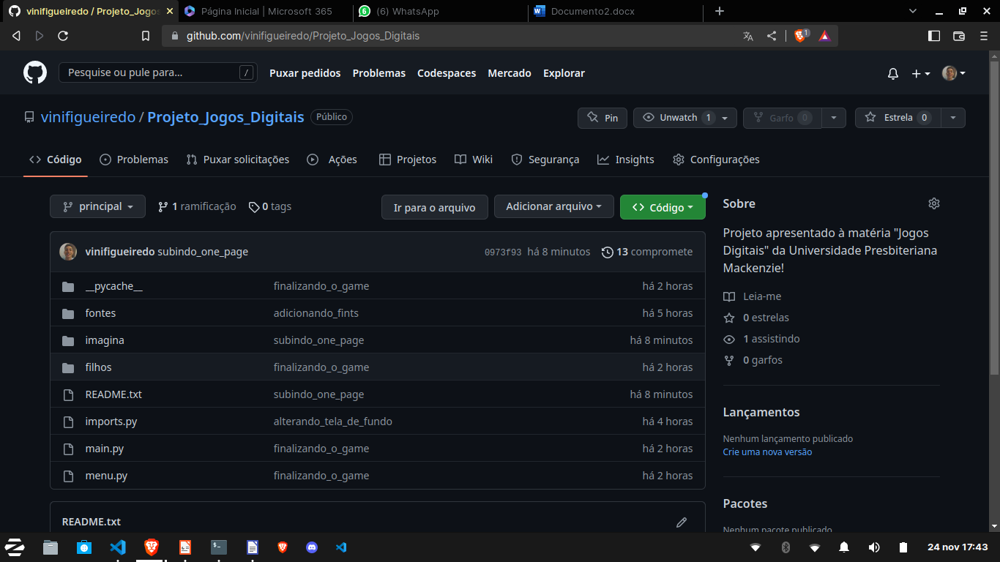 vinifigueiredo / Projeto_Jogos
Página Inicial | Microsoft 365
6 (6) WhatsApp
W Documento2.docx
github.com/vinifigueiredo/Projeto_Jogos_Digitais
1
Pesquise ou pule para... /
Puxar pedidos Problemas Codespaces Mercado Explorar
vinifigueiredo / Projeto_Jogos_Digitais Público
Pin Unwatch 1 Garfo 0 Estrela 0
Código Problemas Puxar solicitações Ações Projetos Wiki Segurança Insights Configurações
principal 1 ramificação 0 tags Ir para o arquivo Adicionar arquivo Código
vinifigueiredo subindo_one_page 0973f93 há 8 minutos 13 compromete
__pycache__ finalizando_o_game há 2 horas
fontes adicionando_fints há 5 horas
imagina subindo_one_page há 8 minutos
filhos finalizando_o_game há 2 horas
README.txt subindo_one_page há 8 minutos
imports.py alterando_tela_de_fundo há 4 horas
main.py finalizando_o_game há 2 horas
menu.py finalizando_o_game há 2 horas
README.txt
Sobre
Projeto apresentado à matéria "Jogos
Digitais" da Universidade Presbiteriana
Mackenzie!
Leia-me
0 estrelas
1 assistindo
0 garfos
Lançamentos
Nenhum lançamento publicado
Crie uma nova versão
Pacotes
Nenhum pacote publicado
24 nov 17:43